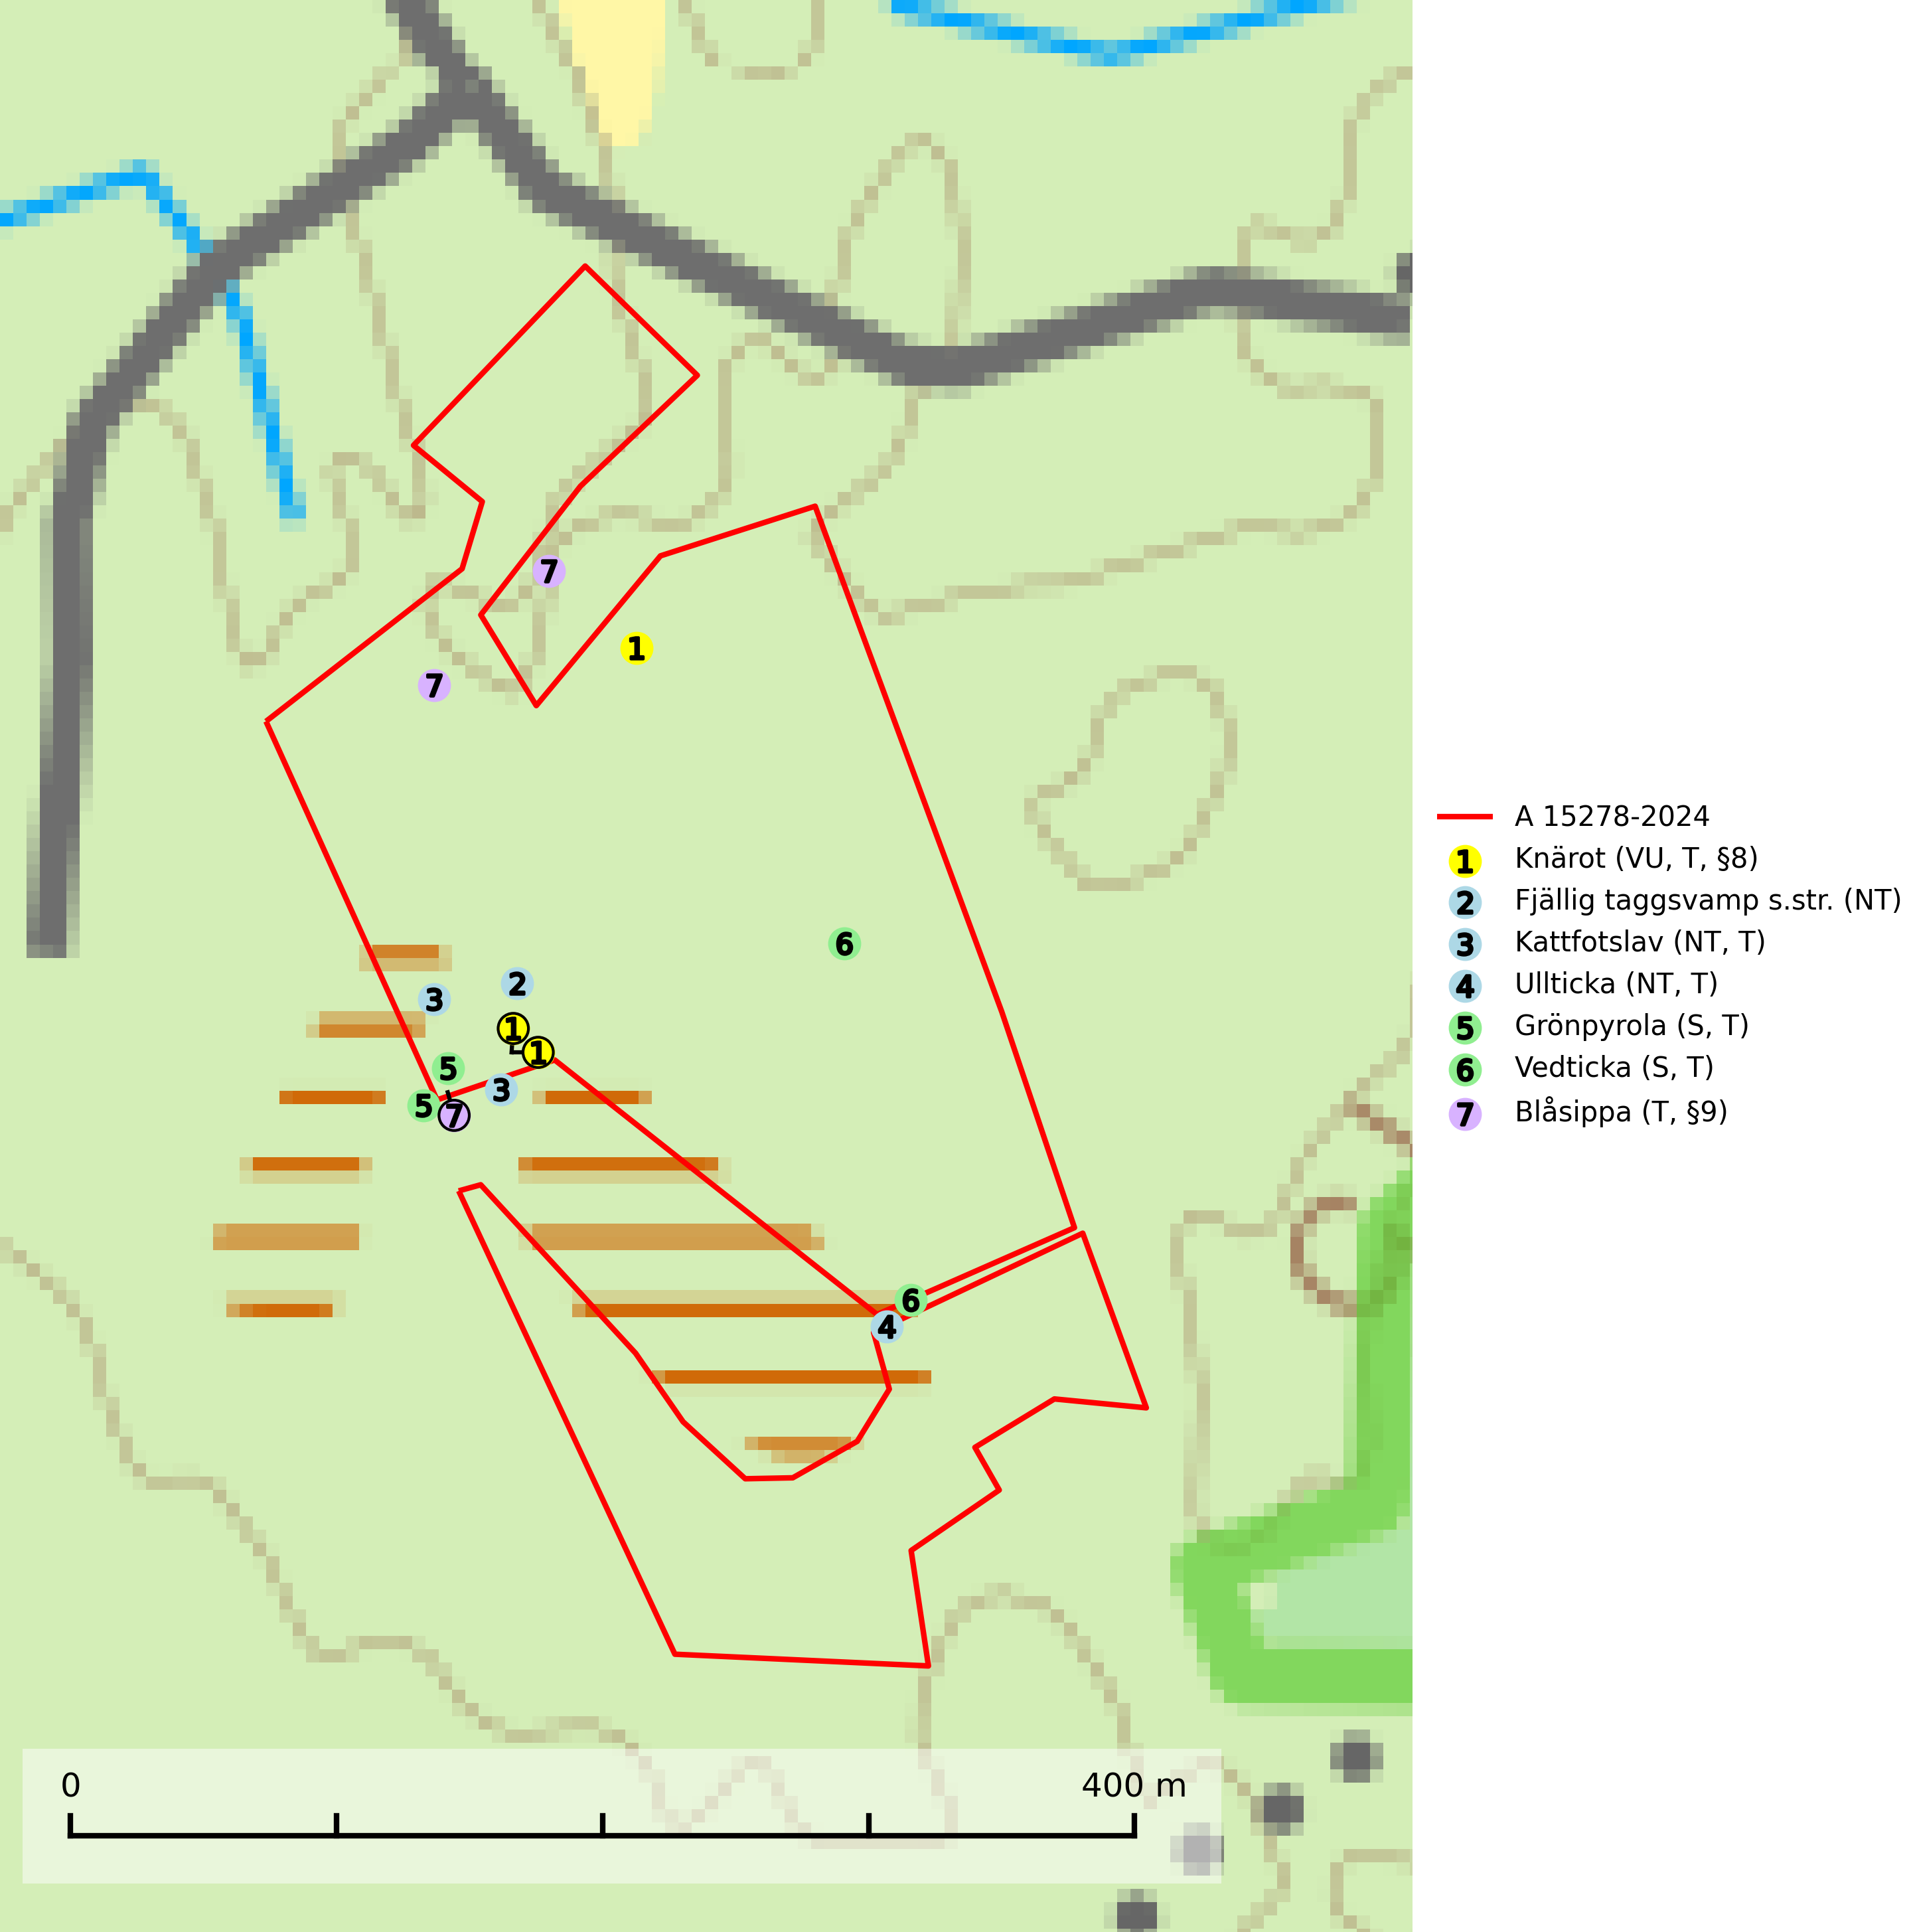 7
1
7
6
2
3
1
1
5
3
5
7
6
4
A 15278-2024
1 Knärot (VU, T, §8)
2 Fjällig taggsvamp s.str. (NT)
3 Kattfotslav (NT, T)
4 Ullticka (NT, T)
5 Grönpyrola (S, T)
6 Vedticka (S, T)
7 Blåsippa (T, §9)
0 400 m